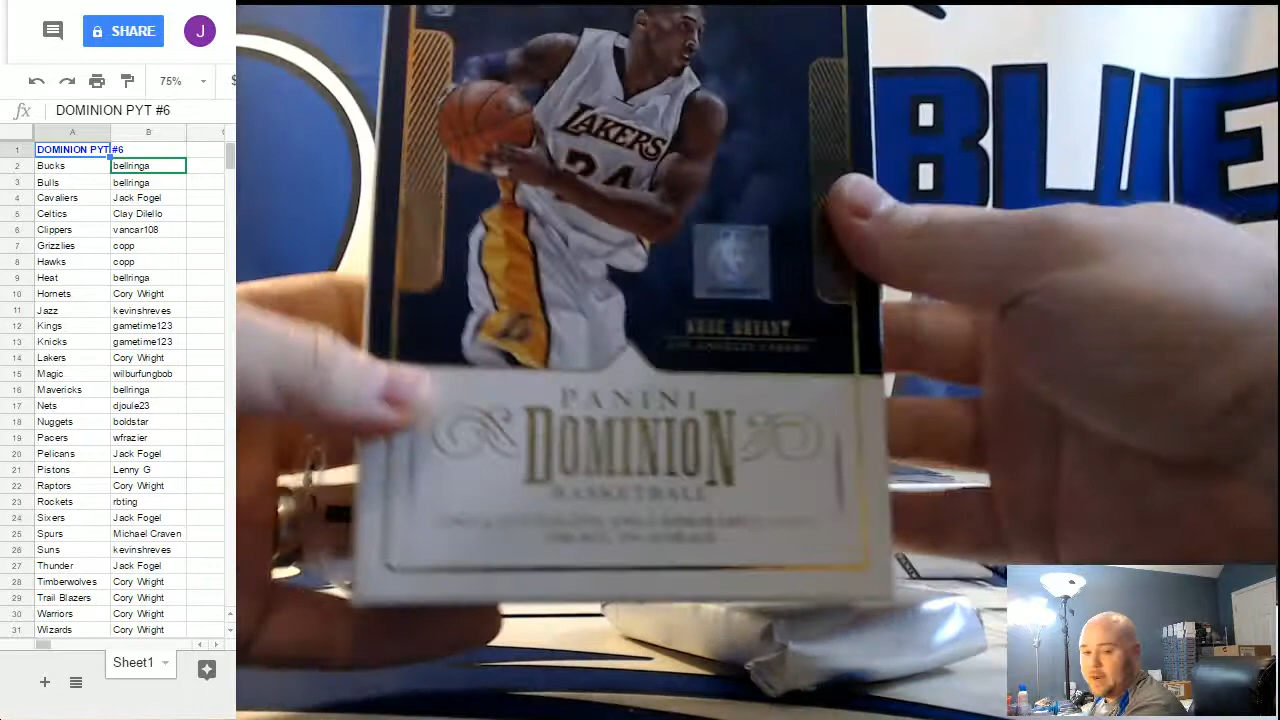 SHARE
J
75%
$
fx DOMINION PYT #6
A B
1 DOMINION PYT #6
2 Bucks bellringa
3 Bulls bellringa
4 Cavaliers Jack Fogel
5 Celtics Clay Dilello
6 Clippers vancar108
7 Grizzlies copp
8 Hawks copp
9 Heat bellringa
10 Hornets Cory Wright
11 Jazz kevinshreves
12 Kings gametime123
13 Knicks gametime123
14 Lakers Cory Wright
15 Magic wilburfungbob
16 Mavericks bellringa
17 Nets djoule23
18 Nuggets boldstar
19 Pacers wfrazier
20 Pelicans Jack Fogel
21 Pistons Lenny G
22 Raptors Cory Wright
23 Rockets rbting
24 Sixers Jack Fogel
25 Spurs Michael Craven
26 Suns kevinshreves
27 Thunder Jack Fogel
28 Timberwolves Cory Wright
29 Trail Blazers Cory Wright
30 Warriors Cory Wright
31 Wizards Cory Wright
Sheet1
BLUE
LAKERS
24
KOBE BRYANT
LOS ANGELES LAKERS
PANINI
DOMINION
BASKETBALL